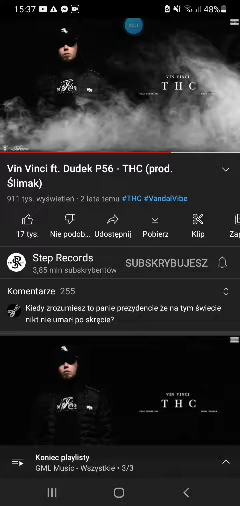 15:37
48%
VIN VINCI
T H C
Vin Vinci ft. Dudek P56 - THC (prod.
Ślimak)
911 tys. wyświetleń · 2 lata temu #THC #VandalVibe
17 tys.
Nie podob...
Udostępnij
Pobierz
Klip
Zap
Step Records
3,85 mln subskrybentów
SUBSKRYBUJESZ
Komentarze 255
Kiedy zrozumiesz to panie prezydencie że na tym świecie
nikt nie umarł po skręcie?
VIN VINCI
T H C
Koniec playlisty
GML Music - Wszystkie • 3/3